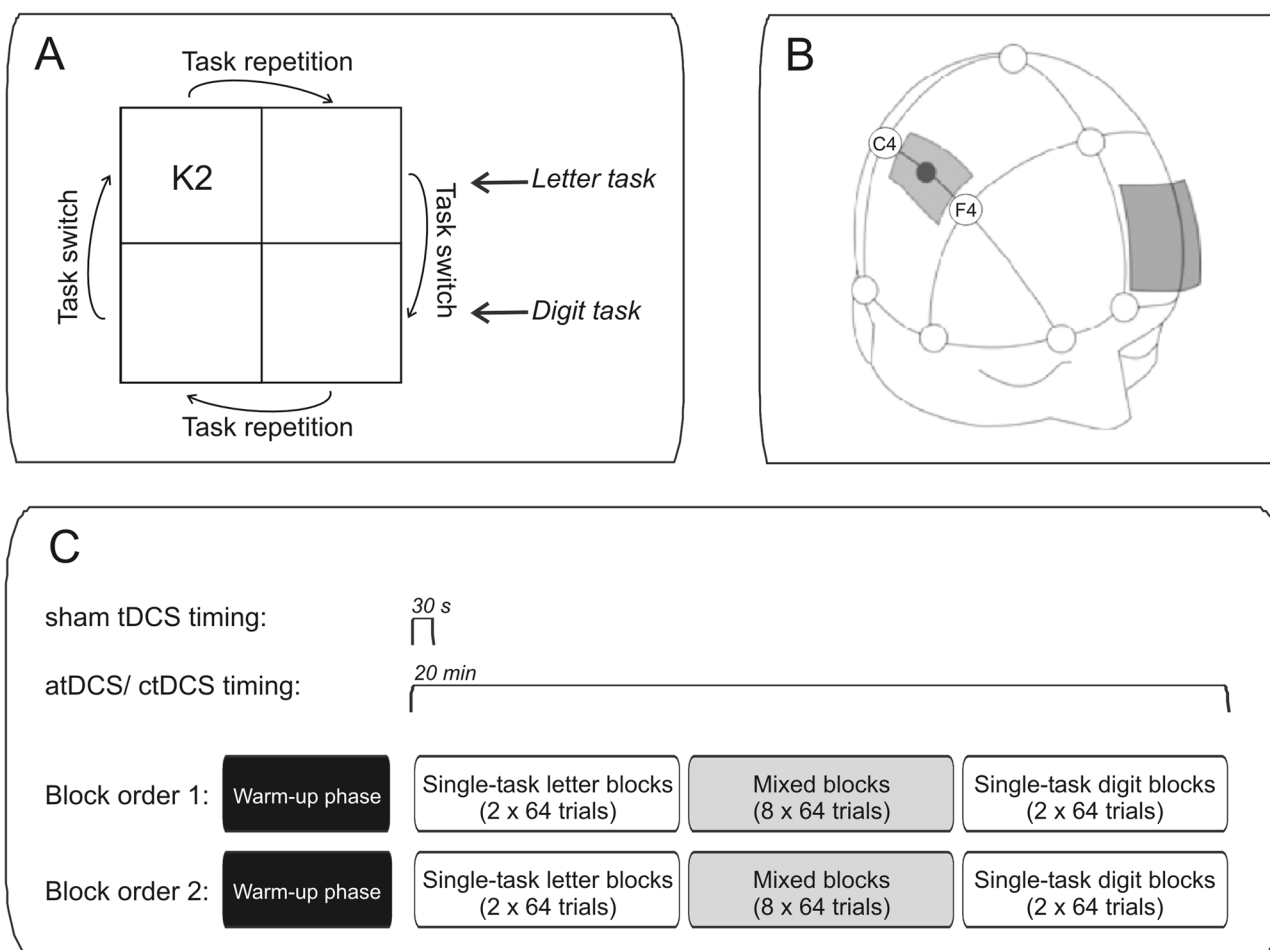 A
Task repetition
K2
Task switch
Task switch
Letter task
Digit task
Task repetition
B
C4
F4
C
sham tDCS timing:
30 s
atDCS/ ctDCS timing:
20 min
Block order 1:
Warm-up phase
Single-task letter blocks
(2 x 64 trials)
Mixed blocks
(8 x 64 trials)
Single-task digit blocks
(2 x 64 trials)
Block order 2:
Warm-up phase
Single-task letter blocks
(2 x 64 trials)
Mixed blocks
(8 x 64 trials)
Single-task digit blocks
(2 x 64 trials)